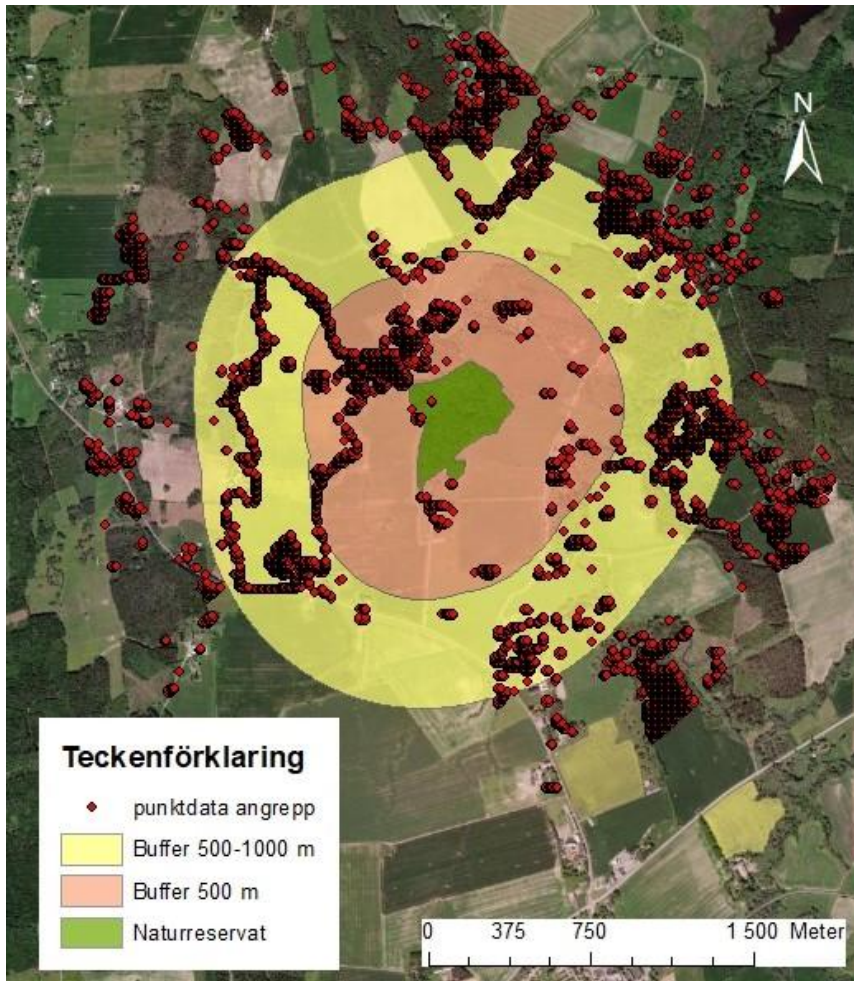 N
Teckenförklaring
punktdata angrepp
Buffer 500-1000 m
Buffer 500 m
Naturreservat
0 375 750 1 500 Meter